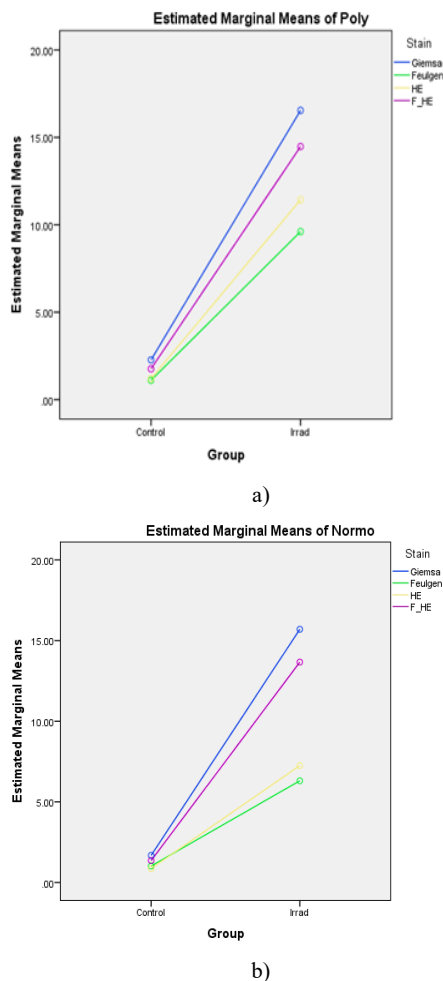 Estimated Marginal Means of Poly
Stain
Giemsa
Feulgen
HE
F_HE
Estimated Marginal Means
20.00
15.00
10.00
5.00
.00
Control
Irrad
Group
a)
Estimated Marginal Means of Normo
Stain
Giemsa
Feulgen
HE
F_HE
Estimated Marginal Means
20.00
15.00
10.00
5.00
.00
Control
Irrad
Group
b)